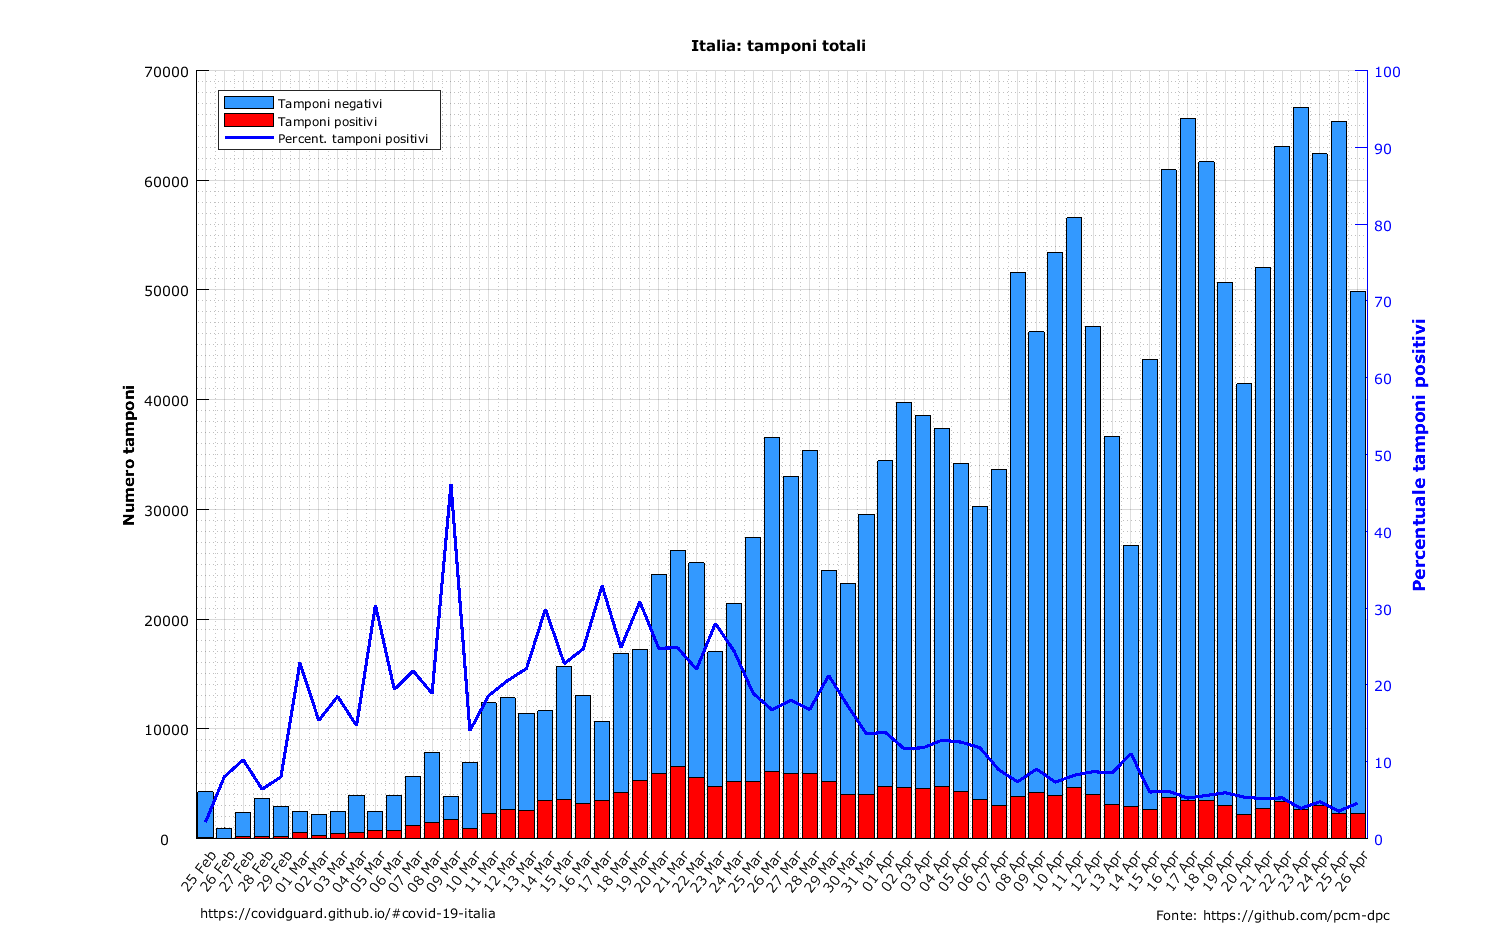 Italia: tamponi totali
70000
60000
50000
40000
30000
20000
10000
0
Numero tamponi
Tamponi negativi
Tamponi positivi
Percent. tamponi positivi
100
90
80
70
60
50
40
30
20
10
0
Percentuale tamponi positivi
25 Feb
26 Feb
27 Feb
28 Feb
29 Feb
01 Mar
02 Mar
03 Mar
04 Mar
05 Mar
06 Mar
07 Mar
08 Mar
09 Mar
10 Mar
11 Mar
12 Mar
13 Mar
14 Mar
15 Mar
16 Mar
17 Mar
18 Mar
19 Mar
20 Mar
21 Mar
22 Mar
23 Mar
24 Mar
25 Mar
26 Mar
27 Mar
28 Mar
29 Mar
30 Mar
31 Mar
01 Apr
02 Apr
03 Apr
04 Apr
05 Apr
06 Apr
07 Apr
08 Apr
09 Apr
10 Apr
11 Apr
12 Apr
13 Apr
14 Apr
15 Apr
16 Apr
17 Apr
18 Apr
19 Apr
20 Apr
21 Apr
22 Apr
23 Apr
24 Apr
25 Apr
26 Apr
https://covidguard.github.io/#covid-19-italia
Fonte: https://github.com/pcm-dpc